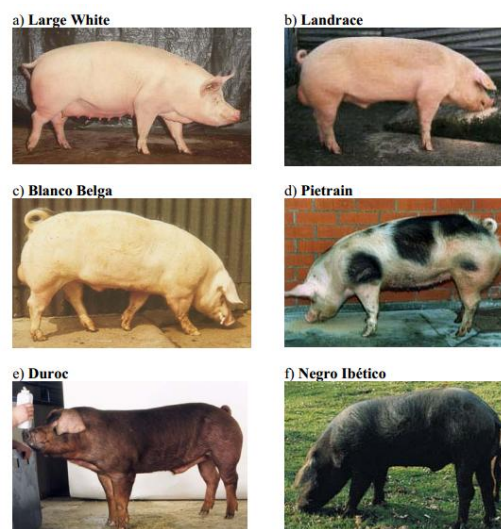 a) Large White
b) Landrace
c) Blanco Belga
d) Pietrain
e) Duroc
f) Negro Ibético